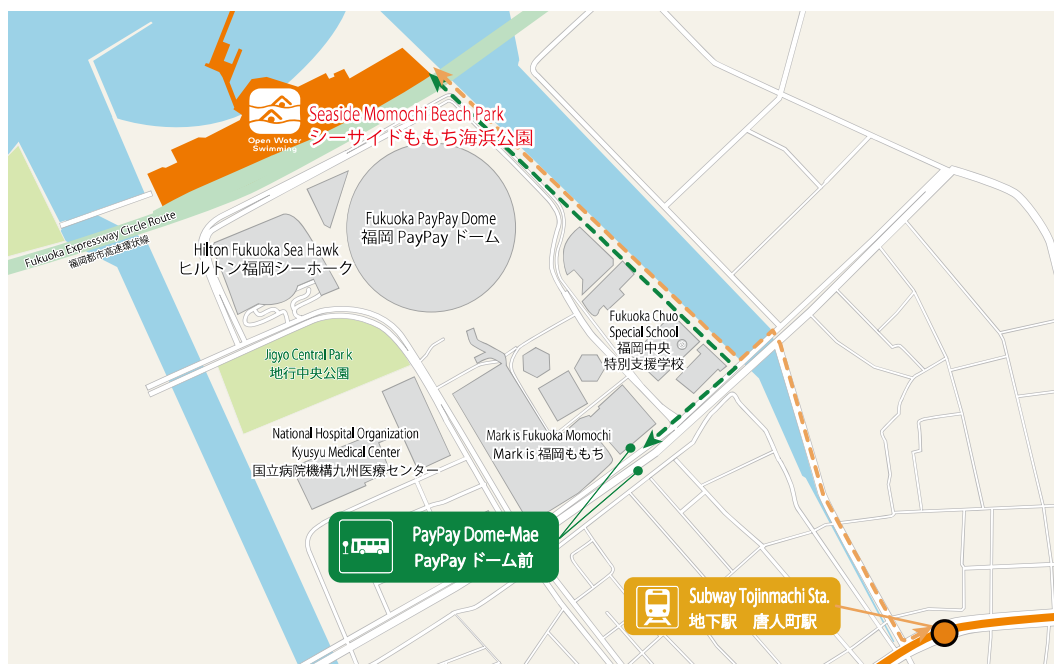 Open Water
Swimming
Seaside Momochi Beach Park
シーサイドももち海浜公園
Fukuoka Expressway Circle Route
福岡都市高速環状線
Fukuoka PayPay Dome
福岡 PayPay ドーム
Hilton Fukuoka Sea Hawk
ヒルトン福岡シーホーク
Fukuoka Chuo
Special School
福岡中央
特別支援学校
Jigyo Central Park
地行中央公園
National Hospital Organization
Kyusyu Medical Center
国立病院機構九州医療センター
Mark is Fukuoka Momochi
Mark is 福岡ももち
PayPay Dome-Mae
PayPay ドーム前
Subway Tojinmachi Sta.
地下駅　唐人町駅